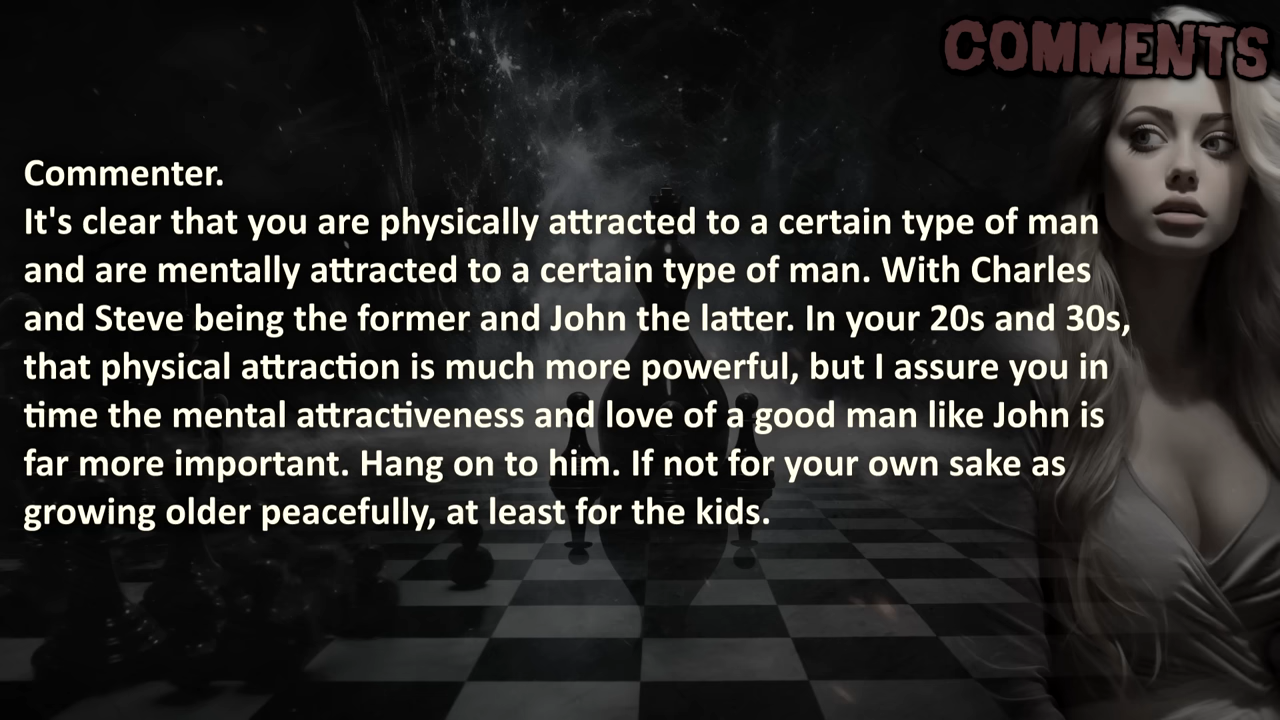 COMMENTS
Commenter.
It's clear that you are physically attracted to a certain type of man
and are mentally attracted to a certain type of man. With Charles
and Steve being the former and John the latter. In your 20s and 30s,
that physical attraction is much more powerful, but I assure you in
time the mental attractiveness and love of a good man like John is
far more important. Hang on to him. If not for your own sake as
growing older peacefully, at least for the kids.